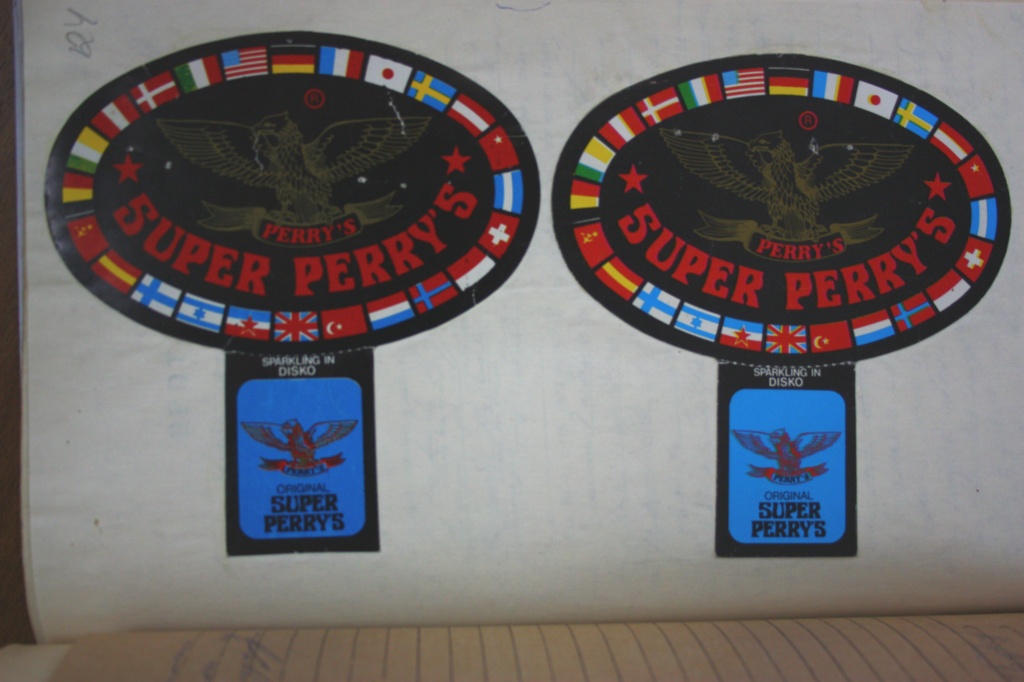 124
®
PERRY'S
SUPER PERRY'S
SPARKLING IN
DISKO
PERRY'S
ORIGINAL
SUPER
PERRY'S
®
PERRY'S
SUPER PERRY'S
SPARKLING IN
DISKO
PERRY'S
ORIGINAL
SUPER
PERRY'S